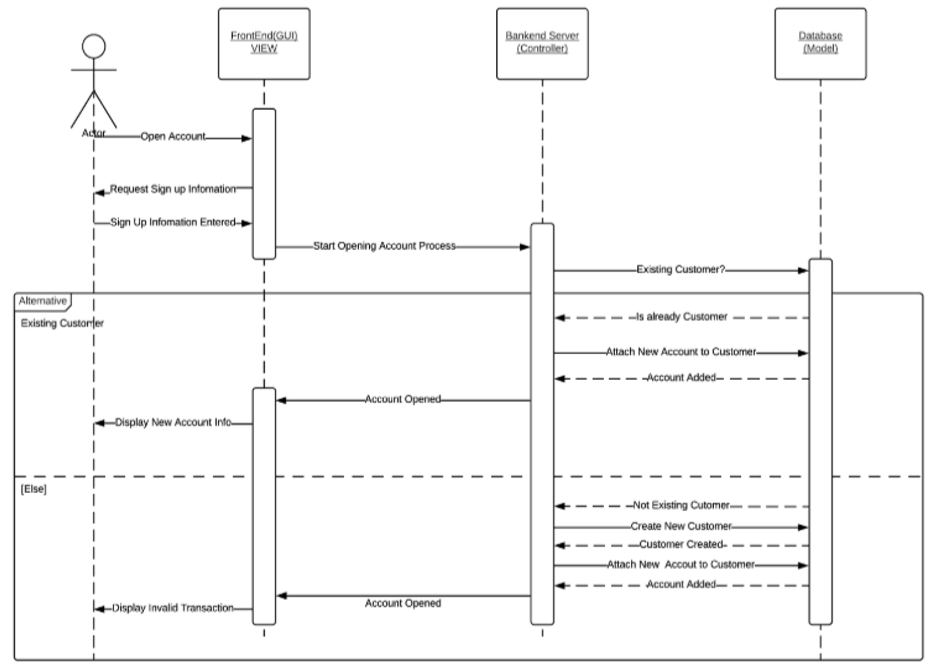 FrontEnd(GUI)
VIEW
Bankend Server
(Controller)
Database
(Model)
Actor
Open Account
Request Sign up Infomation
Sign Up Infomation Entered
Start Opening Account Process
Existing Customer?
Alternative
Existing Customer
Is already Customer
Attach New Account to Customer
Account Added
Account Opened
Display New Account Info
[Else]
Not Existing Cutomer
Create New Customer
Customer Created
Attach New Accout to Customer
Account Added
Account Opened
Display Invalid Transaction